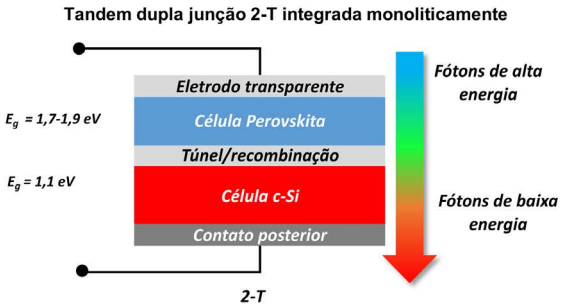 Tandem dupla junção 2-T integrada monoliticamente
Eletrodo transparente
Fótons de alta
energia
E_g = 1,7-1,9 eV
Célula Perovskita
Túnel/recombinação
E_g = 1,1 eV
Célula c-Si
Fótons de baixa
energia
Contato posterior
2-T